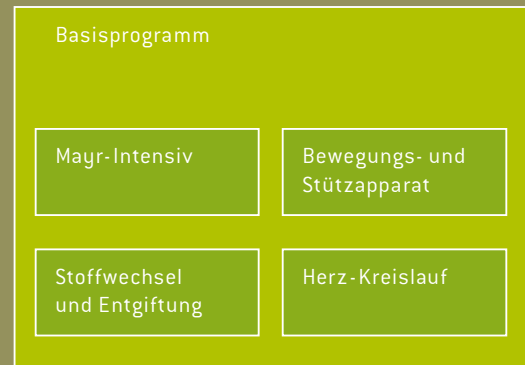 Basisprogramm
Mayr-Intensiv
Bewegungs- und
Stützapparat
Stoffwechsel
und Entgiftung
Herz-Kreislauf